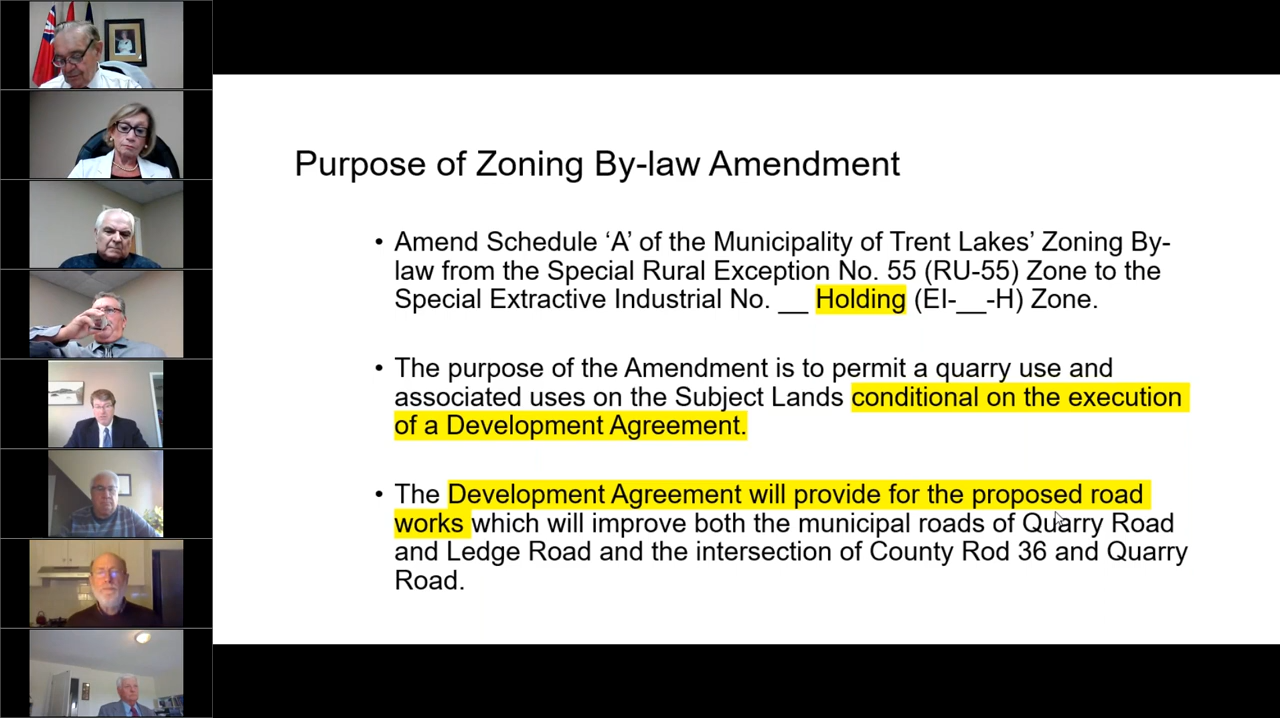 Purpose of Zoning By-law Amendment
• Amend Schedule ‘A’ of the Municipality of Trent Lakes’ Zoning By-
law from the Special Rural Exception No. 55 (RU-55) Zone to the
Special Extractive Industrial No. __ Holding (EI-__-H) Zone.
• The purpose of the Amendment is to permit a quarry use and
associated uses on the Subject Lands conditional on the execution
of a Development Agreement.
• The Development Agreement will provide for the proposed road
works which will improve both the municipal roads of Quarry Road
and Ledge Road and the intersection of County Rod 36 and Quarry
Road.